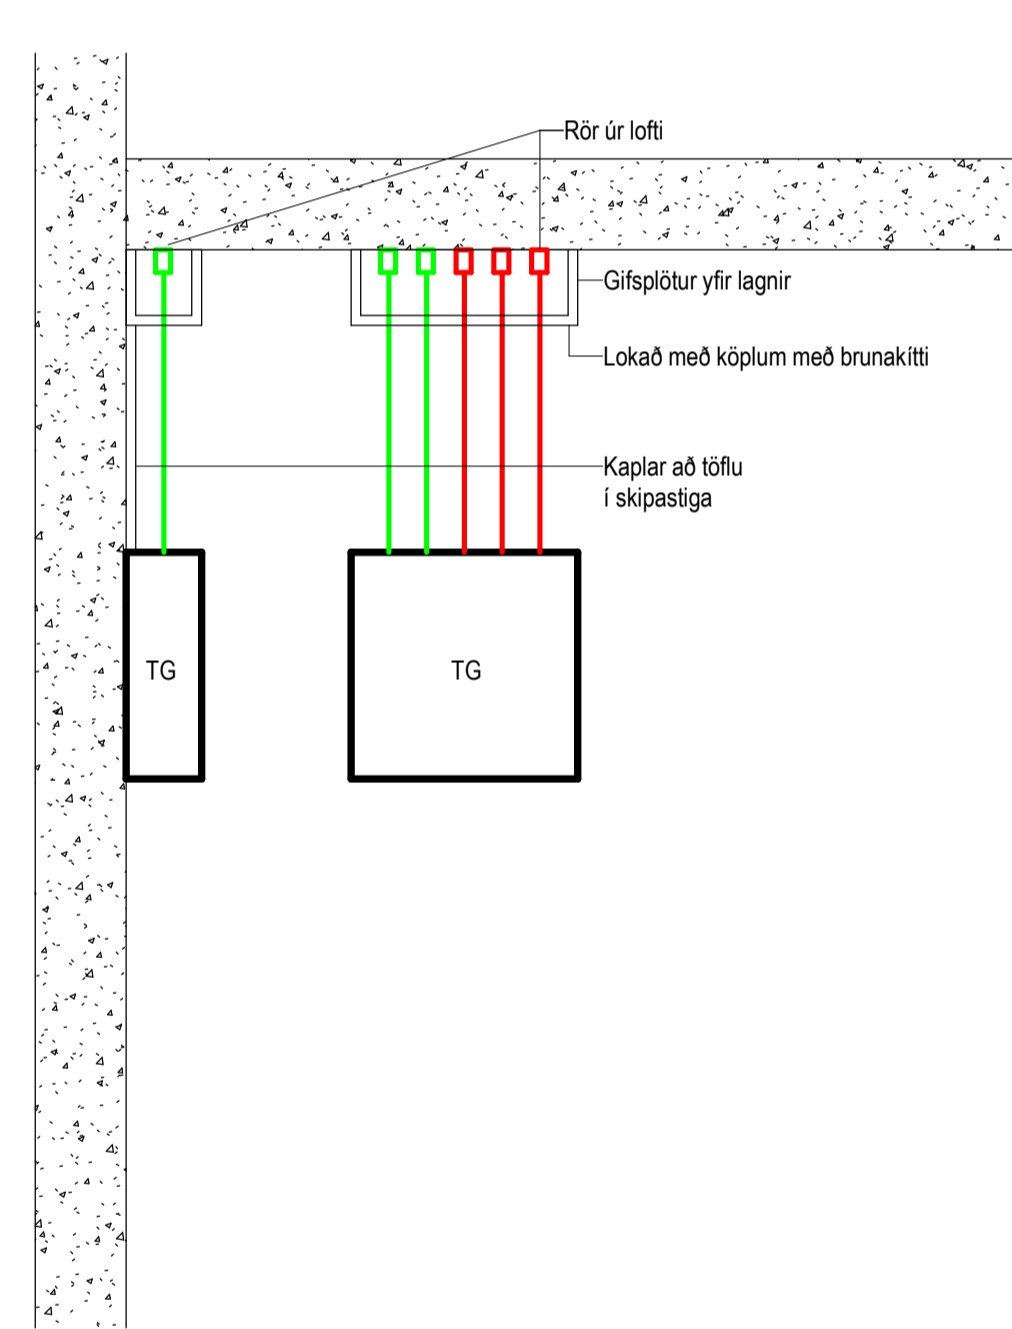 Rör úr lofti
Gifsplötur yfir lagnir
Lokað með köplum með brunakítti
Kaplar að töflu
í skipastiga
TG
TG